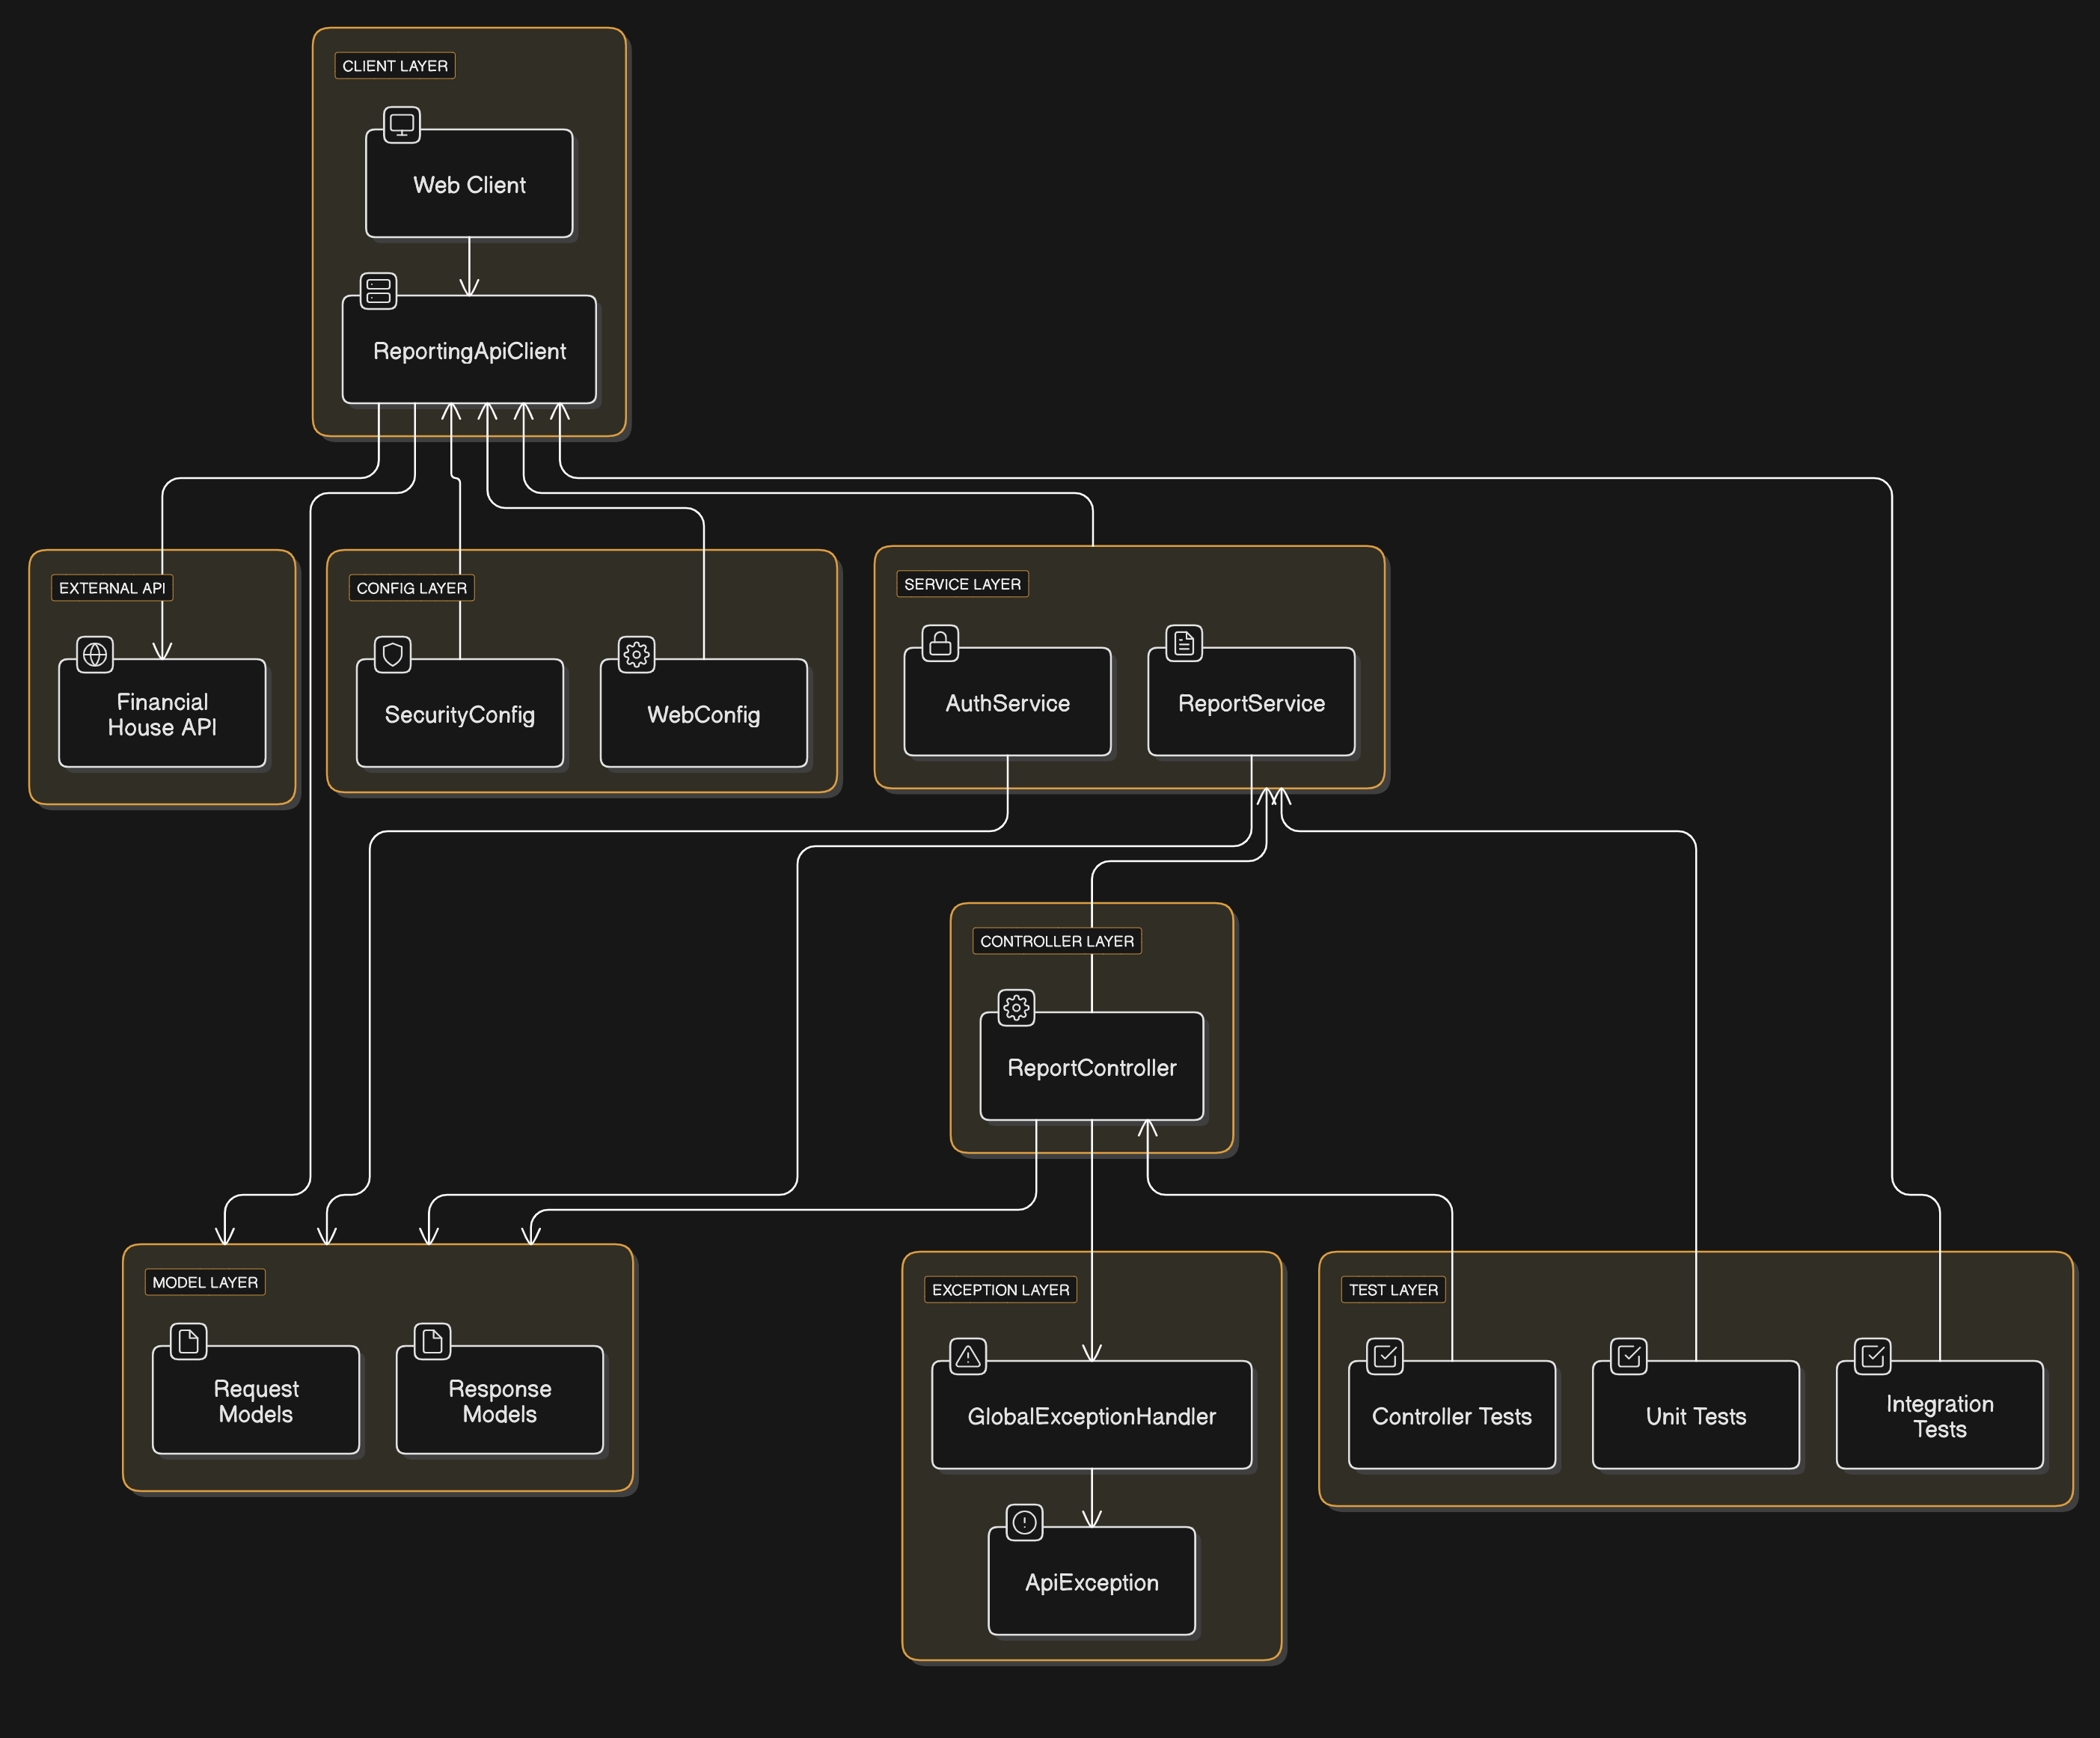 CLIENT LAYER
Web Client
ReportingApiClient
EXTERNAL API
Financial
House API
CONFIG LAYER
SecurityConfig
WebConfig
SERVICE LAYER
AuthService
ReportService
CONTROLLER LAYER
ReportController
MODEL LAYER
Request
Models
Response
Models
EXCEPTION LAYER
GlobalExceptionHandler
ApiException
TEST LAYER
Controller Tests
Unit Tests
Integration
Tests